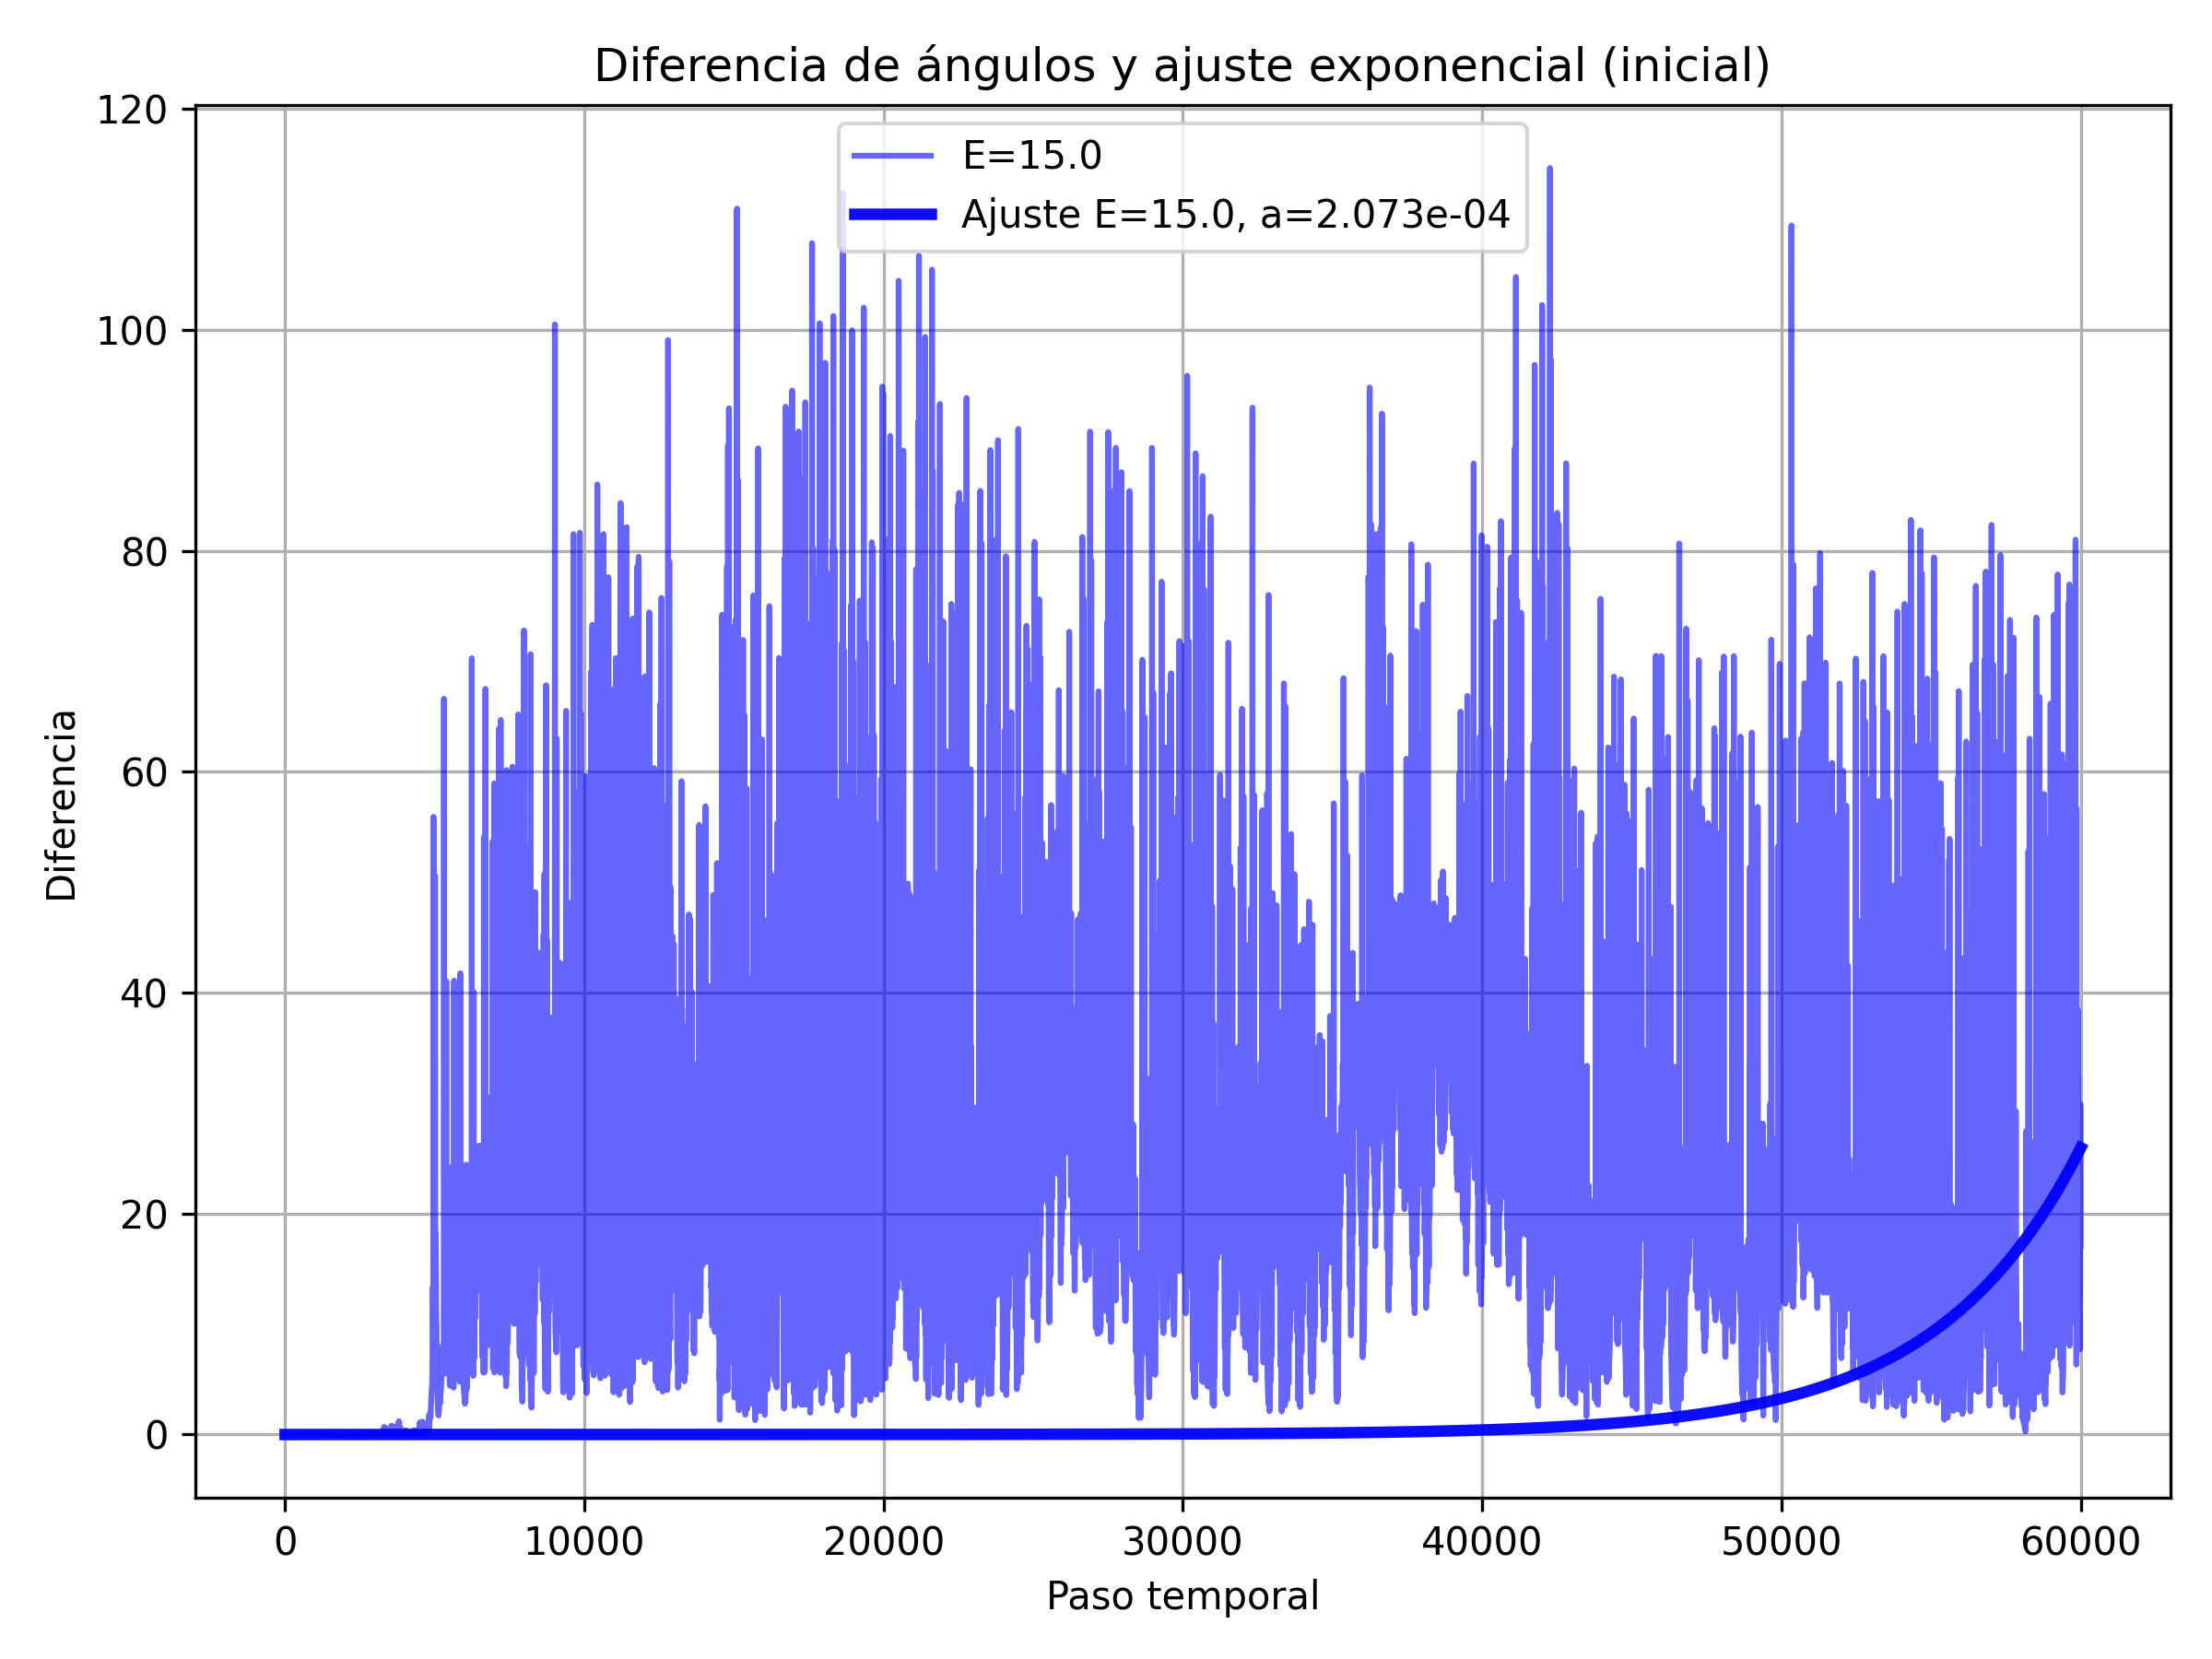 Diferencia de ángulos y ajuste exponencial (inicial)
E=15.0
Ajuste E=15.0, a=2.073e-04
120
100
80
60
40
20
0
Diferencia
0 10000 20000 30000 40000 50000 60000
Paso temporal